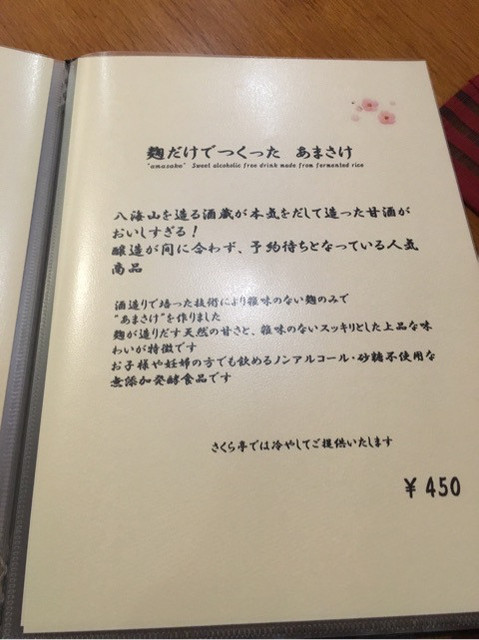 麹だけでつくった　あまさけ
"amasake" Sweet alcoholic free drink made from fermented rice
八海山を造る酒蔵が本気をだして造った甘酒が
おいしすぎる！
醸造が間に合わず、予約待ちとなっている人気
商品
酒造りで培った技術により雑味のない麹のみで
"あまさけ"を作りました
麹が造りだす天然の甘さと、雑味のないスッキリとした上品な味
わいが特徴です
お子様や妊婦の方でも飲めるノンアルコール・砂糖不使用な
無添加発酵食品です
さくら亭では冷やしてご提供いたします
￥450